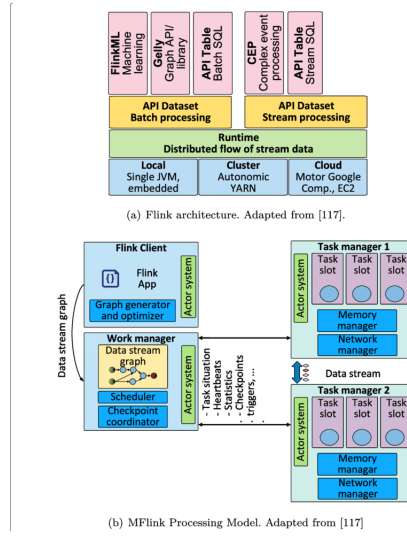 FlinkML
Machine
learning
Gelly
Graph API/
library
API Table
Batch SQL
CEP
Complex event
processing
API Table
Stream SQL
API Dataset
Batch processing
API Dataset
Stream processing
Runtime
Distributed flow of stream data
Local
Single JVM,
embedded
Cluster
Autonomic
YARN
Cloud
Motor Google
Comp., EC2
(a) Flink architecture. Adapted from [117].
Flink Client
Flink
App
Graph generator
and optimizer
Actor system
Data stream graph
Work manager
Data stream
graph
Scheduler
Checkpoint
coordinator
Actor system
- Task situation
- Heartbeats
- Statistics
- Checkpoints
triggers, ...
.
.
Task manager 1
Actor system
Task
slot
Task
slot
Task
slot
Memory
manager
Network
manager
Data stream
Task manager 2
Actor system
Task
slot
Task
slot
Task
slot
Memory
managar
Network
manager
(b) MFlink Processing Model. Adapted from [117]